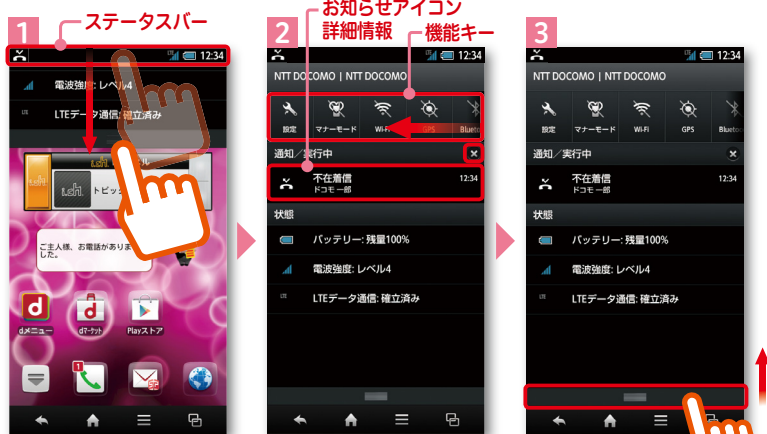 1
ステータスバー
12:34
電波強度: レベル4
LTE
LTEデータ通信: 確立済み
トピッ
ご主人様、お電話がありま
した。
dメニュー
dマーケット
Playストア
1
2
お知らせアイコン
詳細情報
機能キー
12:34
NTT DOCOMO | NTT DOCOMO
設定
マナーモード
Wi-Fi
GPS
Blueto
通知/実行中
不在着信
12:34
ドコモ一郎
状態
バッテリー: 残量100%
電波強度: レベル4
LTE
LTEデータ通信: 確立済み
3
12:34
NTT DOCOMO | NTT DOCOMO
設定
マナーモード
Wi-Fi
GPS
Blueto
通知/実行中
不在着信
12:34
ドコモ一郎
状態
バッテリー: 残量100%
電波強度: レベル4
LTE
LTEデータ通信: 確立済み